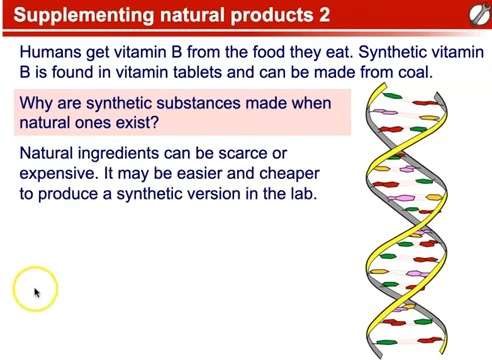 Supplementing natural products 2
Humans get vitamin B from the food they eat. Synthetic vitamin
B is found in vitamin tablets and can be made from coal.
Why are synthetic substances made when
natural ones exist?
Natural ingredients can be scarce or
expensive. It may be easier and cheaper
to produce a synthetic version in the lab.